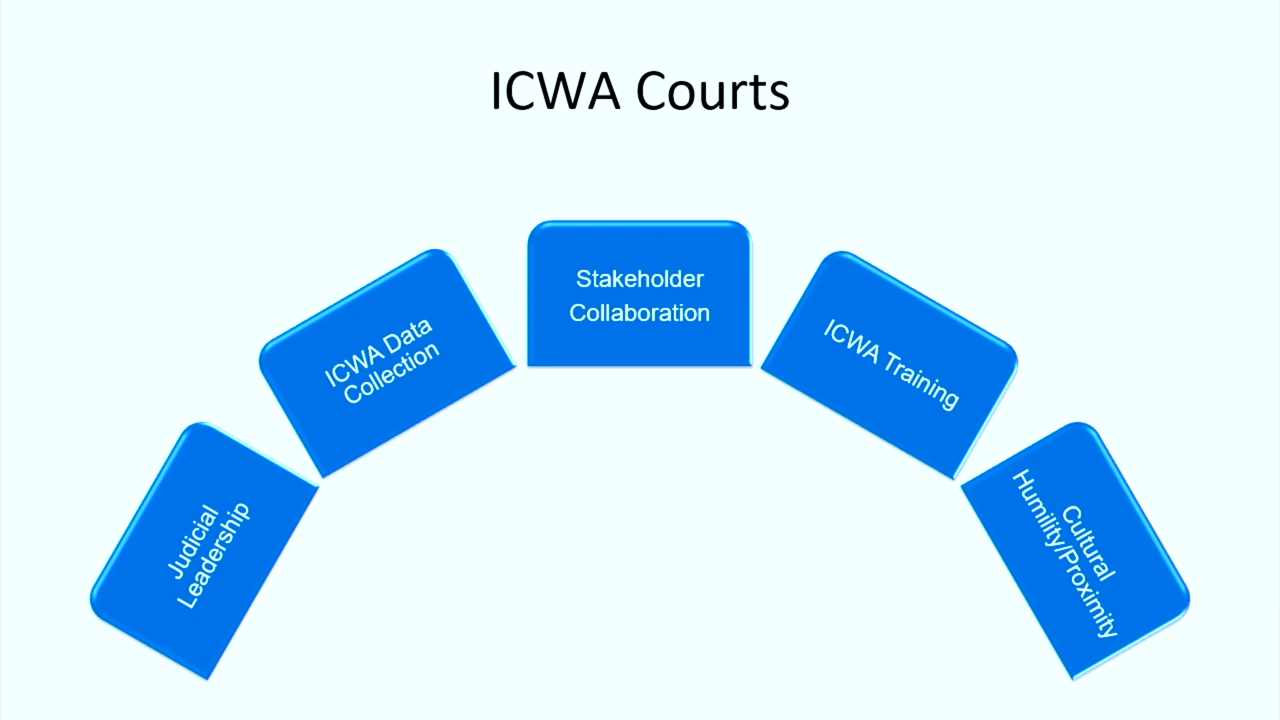 ICWA Courts
Judicial
Leadership
ICWA Data
Collection
Stakeholder
Collaboration
ICWA Training
Cultural
Humility/Proximity